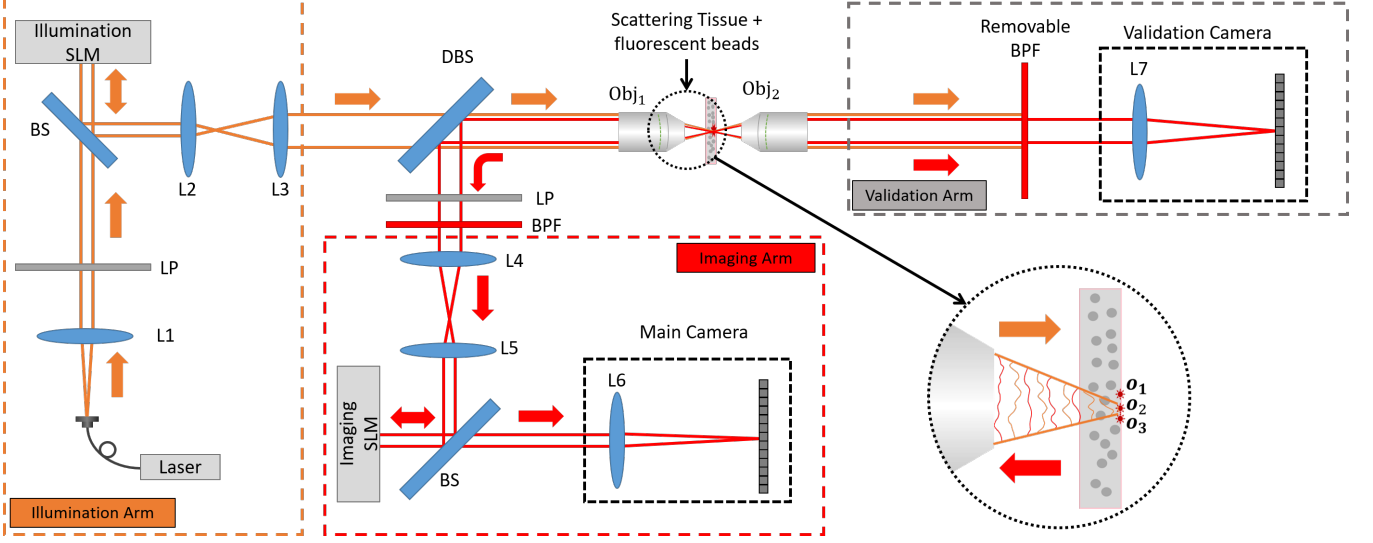 Illumination
SLM
BS
L2
L3
LP
L1
Laser
Illumination Arm
DBS
Scattering Tissue +
fluorescent beads
Obj₁
Obj₂
LP
BPF
Imaging Arm
L4
L5
Main Camera
L6
Imaging
SLM
BS
Removable
BPF
Validation Camera
L7
Validation Arm
o₁
o₂
o₃